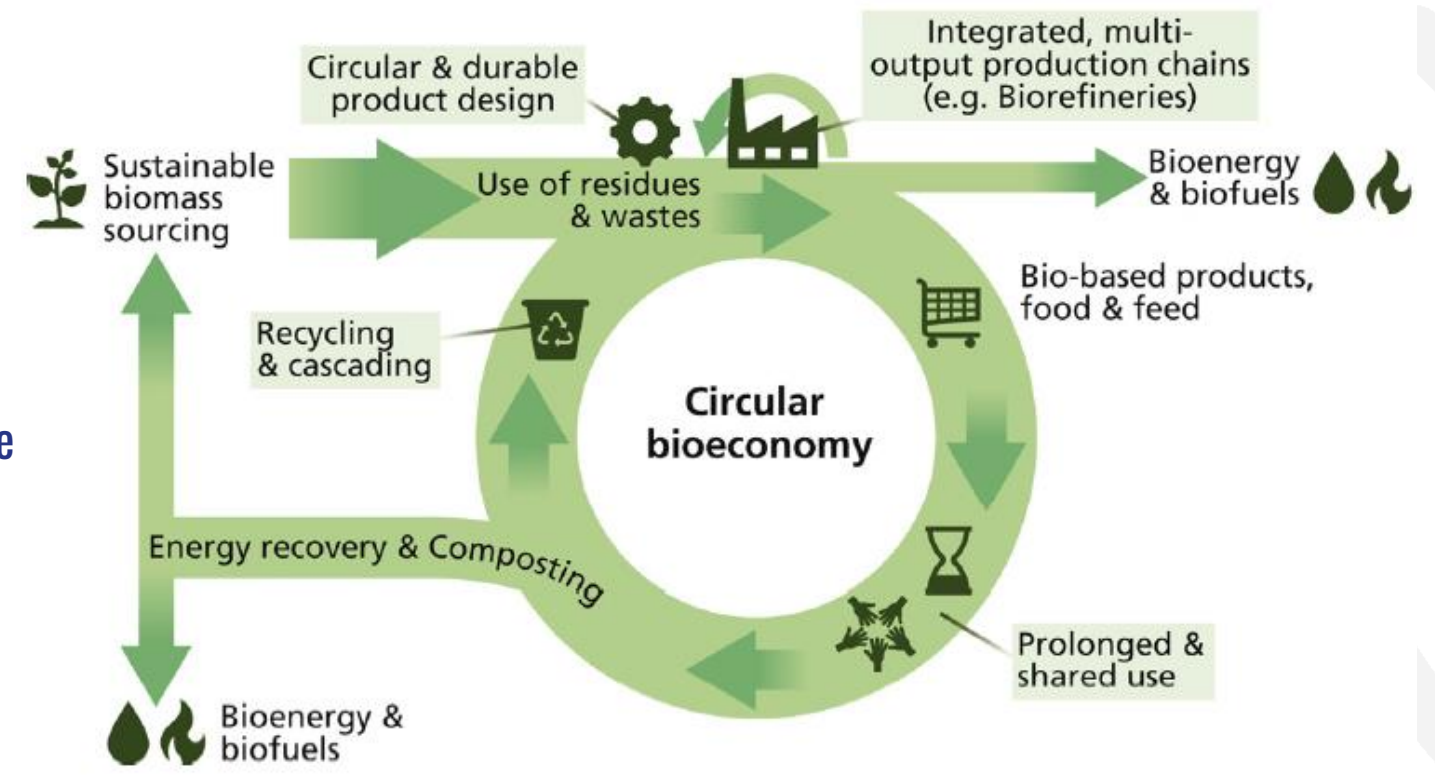 Circular & durable
product design
Integrated, multi-
output production chains
(e.g. Biorefineries)
Sustainable
biomass
sourcing
Use of residues
& wastes
Bioenergy
& biofuels
Bio-based products,
food & feed
Recycling
& cascading
Circular
bioeconomy
e
Energy recovery & Composting
Prolonged &
shared use
Bioenergy &
biofuels